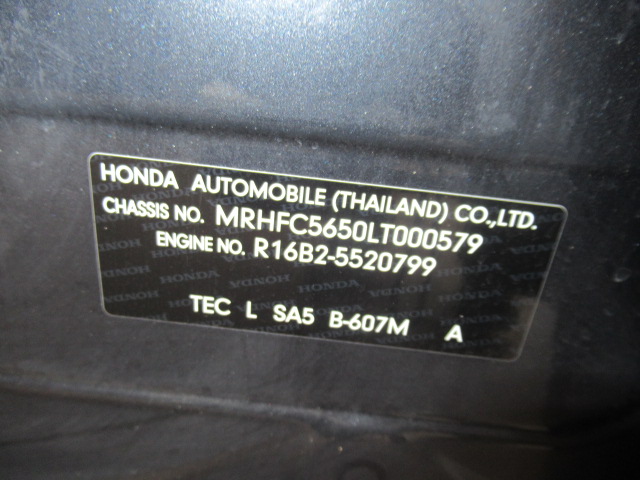 HONDA AUTOMOBILE (THAILAND) CO.,LTD.
CHASSIS NO. MRHFC5650LT000579
ENGINE NO. R16B2-5520799
TEC L SA5 B-607M A